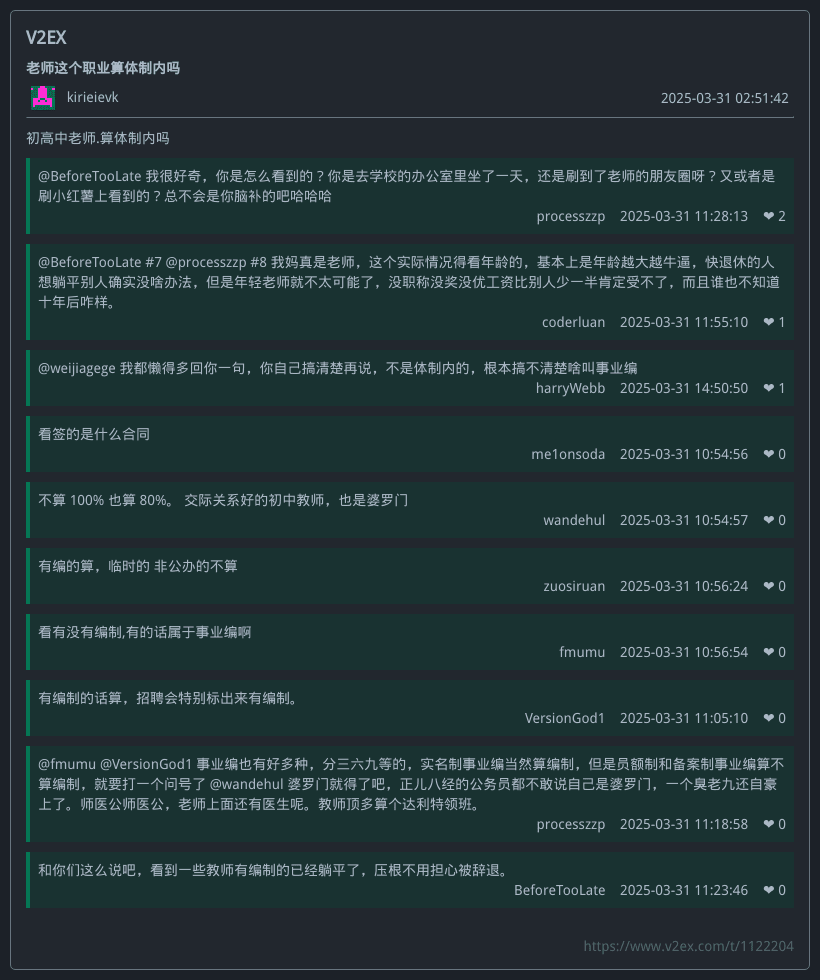 V2EX
老师这个职业算体制内吗
kirieievk 2025-03-31 02:51:42
初高中老师.算体制内吗
@BeforeTooLate 我很好奇，你是怎么看到的？你是去学校的办公室里坐了一天，还是刷到了老师的朋友圈呀？又或者是
刷小红薯上看到的？总不会是你脑补的吧哈哈哈
processzzp 2025-03-31 11:28:13 ❤ 2
@BeforeTooLate #7 @processzzp #8 我妈真是老师，这个实际情况得看年龄的，基本上是年龄越大越牛逼，快退休的人
想躺平别人确实没啥办法，但是年轻老师就不太可能了，没职称没奖没优工资比别人少一半肯定受不了，而且谁也不知道
十年后咋样。
coderluan 2025-03-31 11:55:10 ❤ 1
@weijiagege 我都懒得多回你一句，你自己搞清楚再说，不是体制内的，根本搞不清楚啥叫事业编
harryWebb 2025-03-31 14:50:50 ❤ 1
看签的是什么合同
me1onsoda 2025-03-31 10:54:56 ❤ 0
不算 100% 也算 80%。 交际关系好的初中教师，也是婆罗门
wandehul 2025-03-31 10:54:57 ❤ 0
有编的算，临时的 非公办的不算
zuosiruan 2025-03-31 10:56:24 ❤ 0
看有没有编制,有的话属于事业编啊
fmumu 2025-03-31 10:56:54 ❤ 0
有编制的话算，招聘会特别标出来有编制。
VersionGod1 2025-03-31 11:05:10 ❤ 0
@fmumu @VersionGod1 事业编也有好多种，分三六九等的，实名制事业编当然算编制，但是员额制和备案制事业编算不
算编制，就要打一个问号了 @wandehul 婆罗门就得了吧，正儿八经的公务员都不敢说自己是婆罗门，一个臭老九还自豪
上了。师医公师医公，老师上面还有医生呢。教师顶多算个达利特领班。
processzzp 2025-03-31 11:18:58 ❤ 0
和你们这么说吧，看到一些教师有编制的已经躺平了，压根不用担心被辞退。
BeforeTooLate 2025-03-31 11:23:46 ❤ 0
https://www.v2ex.com/t/1122204